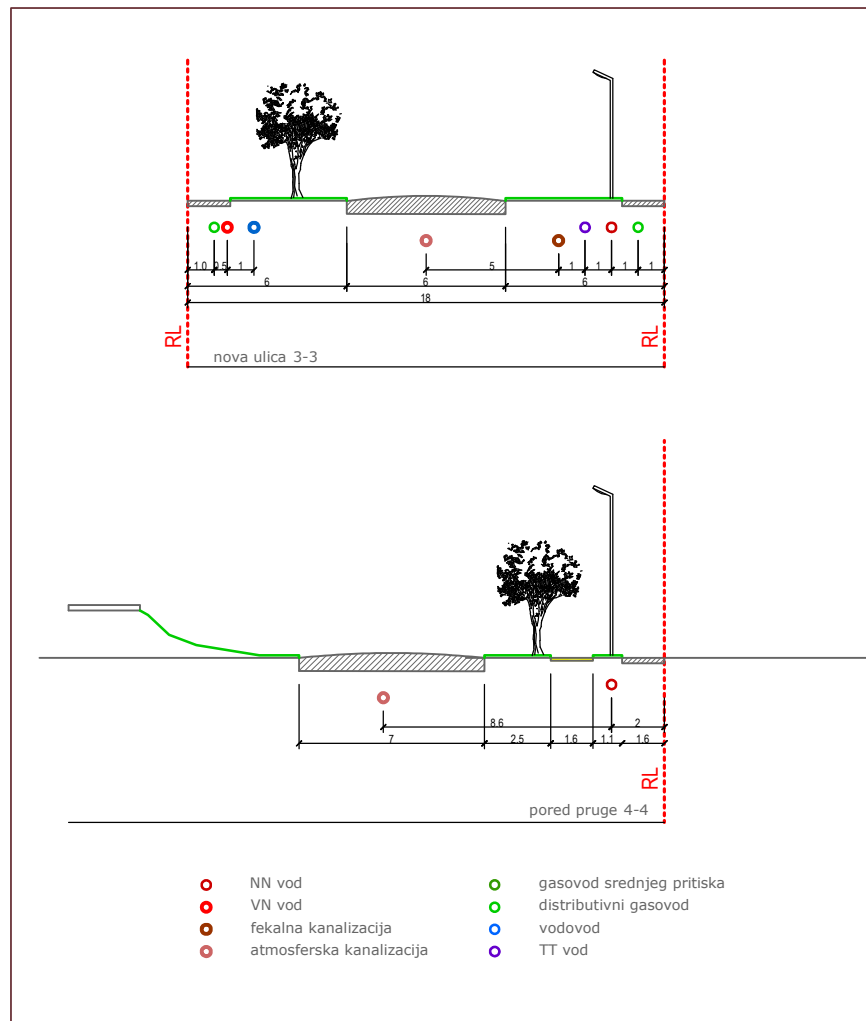 1.0 0.5 1 5 1 1 1 1
6 6 6
18
RL RL
nova ulica 3-3
8.6 2
7 2.5 1.6 1.1 1.6
RL
pored pruge 4-4
NN vod
VN vod
fekalna kanalizacija
atmosferska kanalizacija
gasovod srednjeg pritiska
distributivni gasovod
vodovod
TT vod